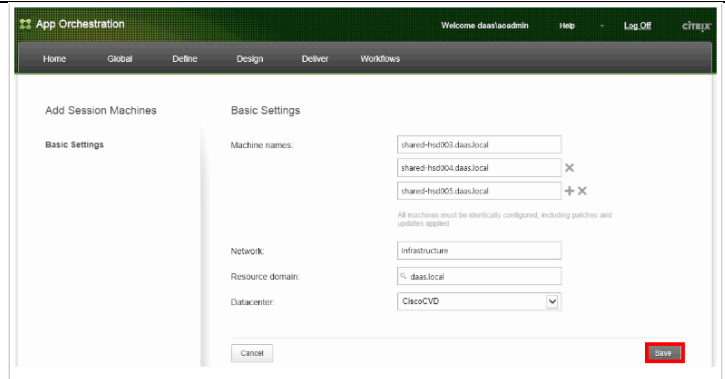 App Orchestration
Welcome daas\aoadmin Help Log Off CİTRIX
Home Global Define Design Deliver Workflows
Add Session Machines
Basic Settings
Basic Settings
Machine names:
shared-hsd003.daas.local
shared-hsd004.daas.local
shared-hsd005.daas.local
All machines must be identically configured, including patches and
updates applied
Network:
Infrastructure
Resource domain:
daas.local
Datacenter:
CiscoCVD
Cancel
Save